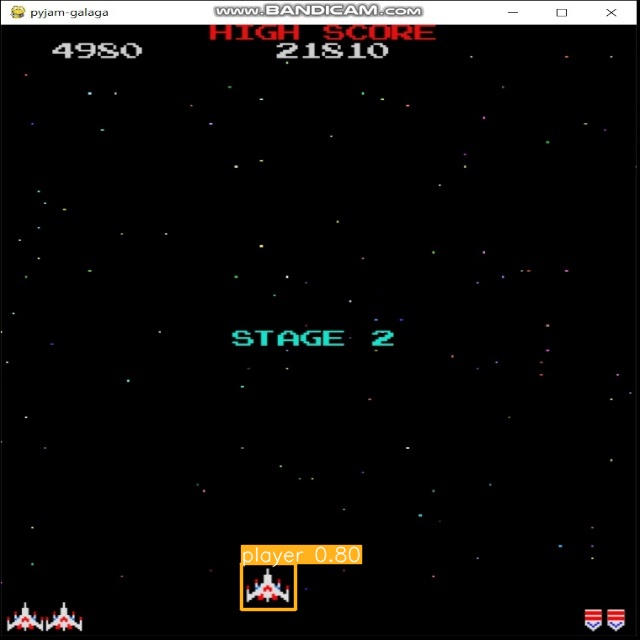 pyjam-galaga
www.BANDICAM.com
HIGH SCORE
4980 21810
STAGE 2
player 0.80